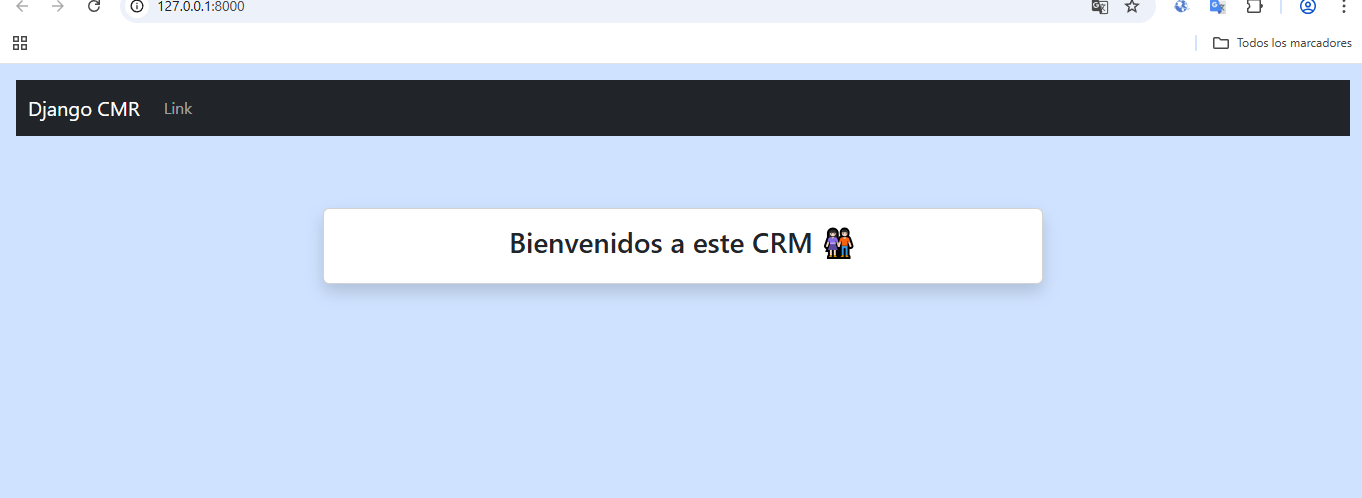 127.0.0.1:8000
Todos los marcadores
Django CMR Link
Bienvenidos a este CRM 👭